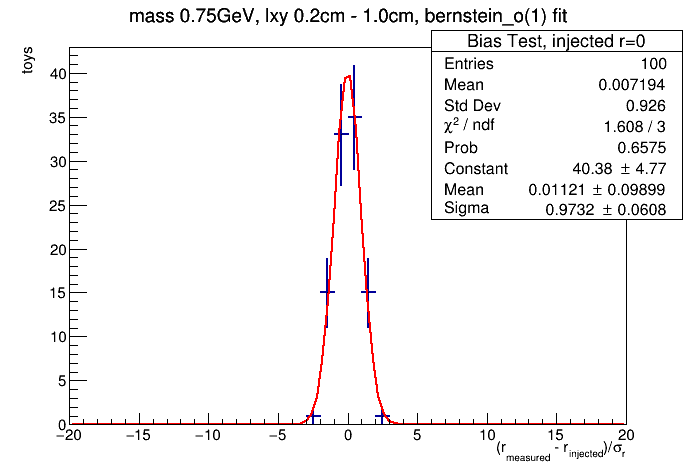 mass 0.75GeV, lxy 0.2cm - 1.0cm, bernstein_o(1) fit
toys
Bias Test, injected r=0
Entries 100
Mean 0.007194
Std Dev 0.926
χ² / ndf 1.608 / 3
Prob 0.6575
Constant 40.38 ± 4.77
Mean 0.01121 ± 0.09899
Sigma 0.9732 ± 0.0608
40
35
30
25
20
15
10
5
0
−20 −15 −10 −5 0 5 10 15 20
(r_measured - r_injected)/σ_r